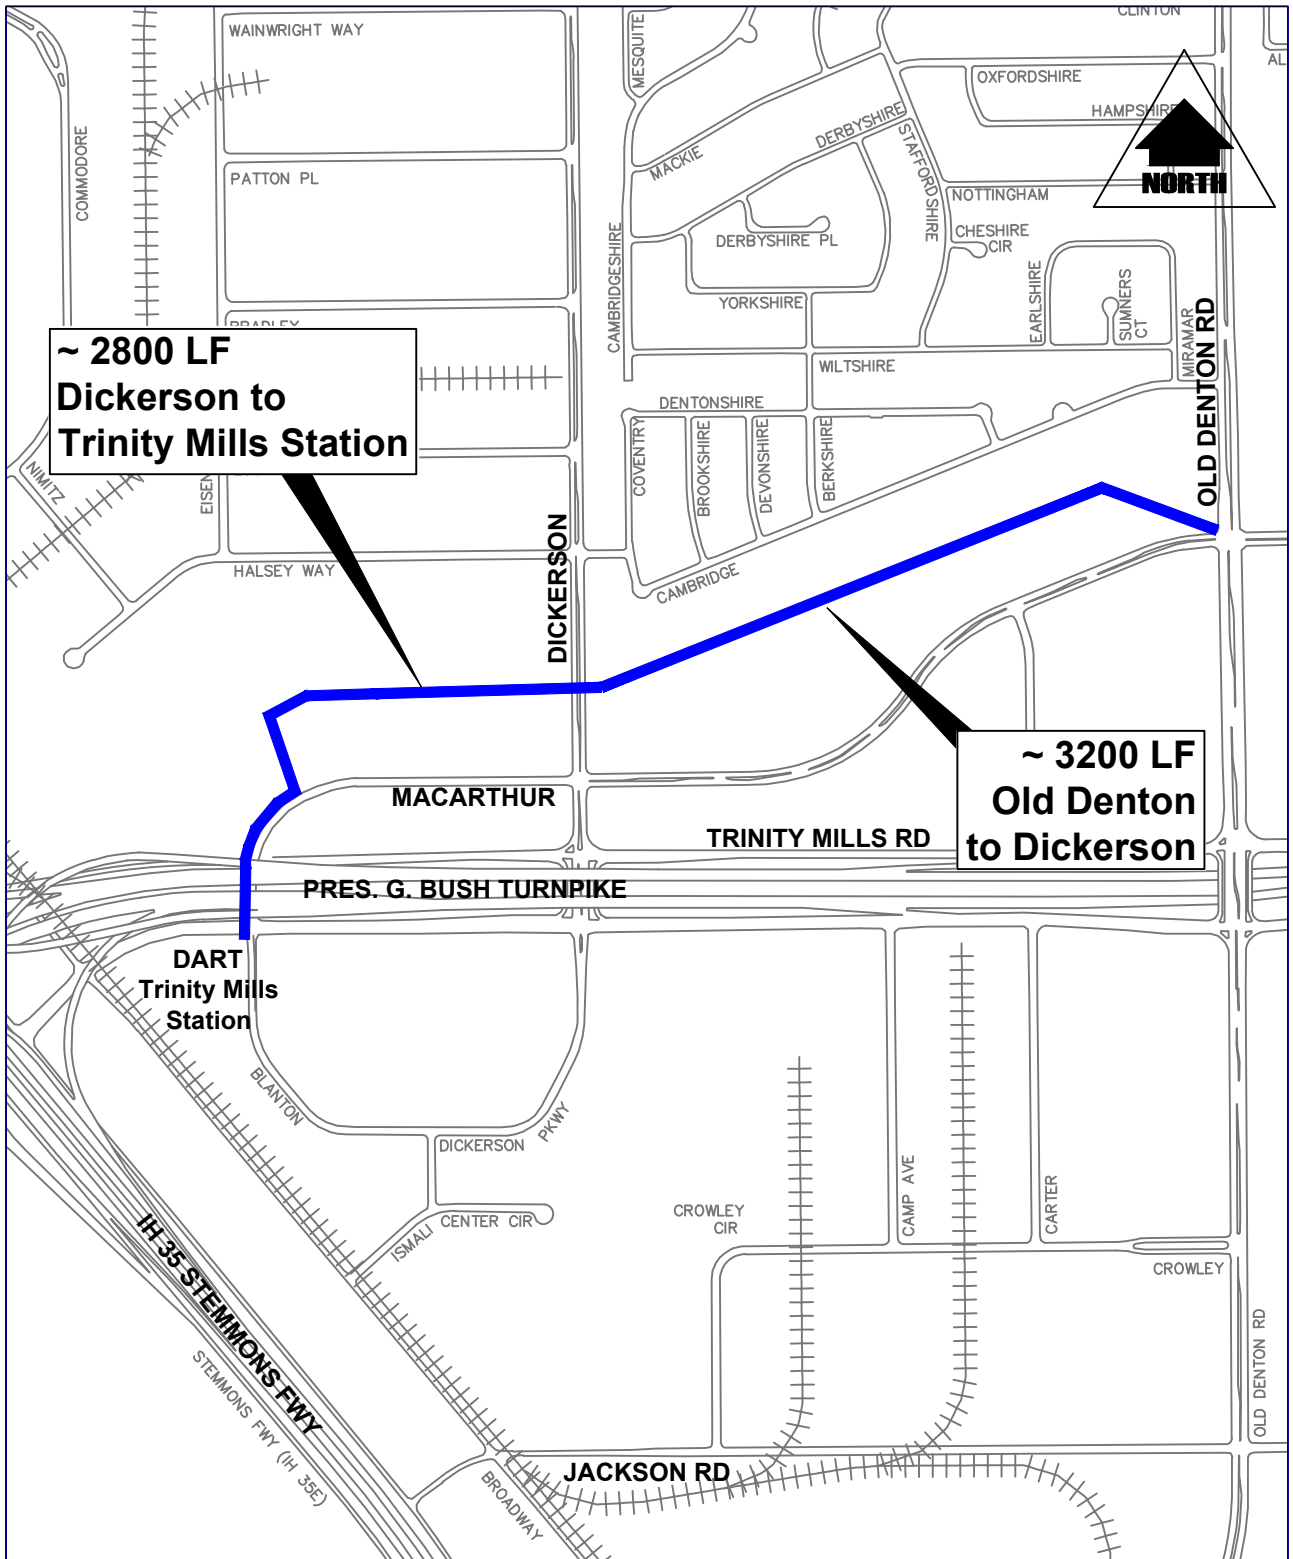 CLINTON
WAINWRIGHT WAY
MESQUITE
OXFORDSHIRE
AL
HAMPSHIRE
COMMODORE
DERBYSHIRE
STAFFORDSHIRE
MACKIE
PATTON PL
NORTH
NOTTINGHAM
CHESHIRE
CIR
DERBYSHIRE PL
CAMBRIDGESHIRE
YORKSHIRE
EARLSHIRE
SUMNERS
CT
MIRAMAR
OLD DENTON RD
BRADLEY
~ 2800 LF
Dickerson to
Trinity Mills Station
WILTSHIRE
DENTONSHIRE
COVENTRY
BROOKSHIRE
DEVONSHIRE
BERKSHIRE
NIMITZ
EISEN
HALSEY WAY
DICKERSON
CAMBRIDGE
~ 3200 LF
Old Denton
to Dickerson
MACARTHUR
TRINITY MILLS RD
PRES. G. BUSH TURNPIKE
DART
Trinity Mills
Station
BLANTON
DICKERSON
PKWY
CENTER CIR
ISMALI
CROWLEY
CIR
CAMP AVE
CARTER
CROWLEY
IH 35 STEMMONS FWY
STEMMONS FWY (IH 35E)
OLD DENTON RD
JACKSON RD
BROADWAY